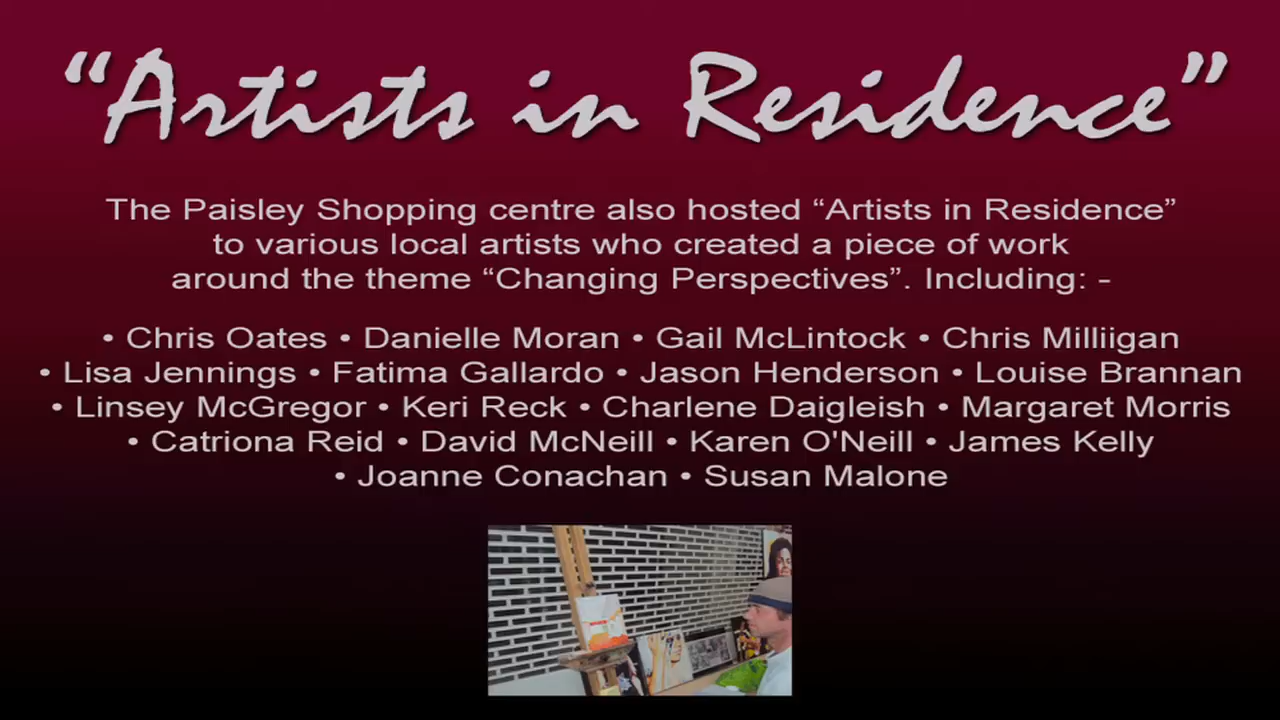 “Artists in Residence”
The Paisley Shopping centre also hosted “Artists in Residence”
to various local artists who created a piece of work
around the theme “Changing Perspectives”. Including: -
• Chris Oates • Danielle Moran • Gail McLintock • Chris Milliigan
• Lisa Jennings • Fatima Gallardo • Jason Henderson • Louise Brannan
• Linsey McGregor • Keri Reck • Charlene Daigleish • Margaret Morris
• Catriona Reid • David McNeill • Karen O'Neill • James Kelly
• Joanne Conachan • Susan Malone